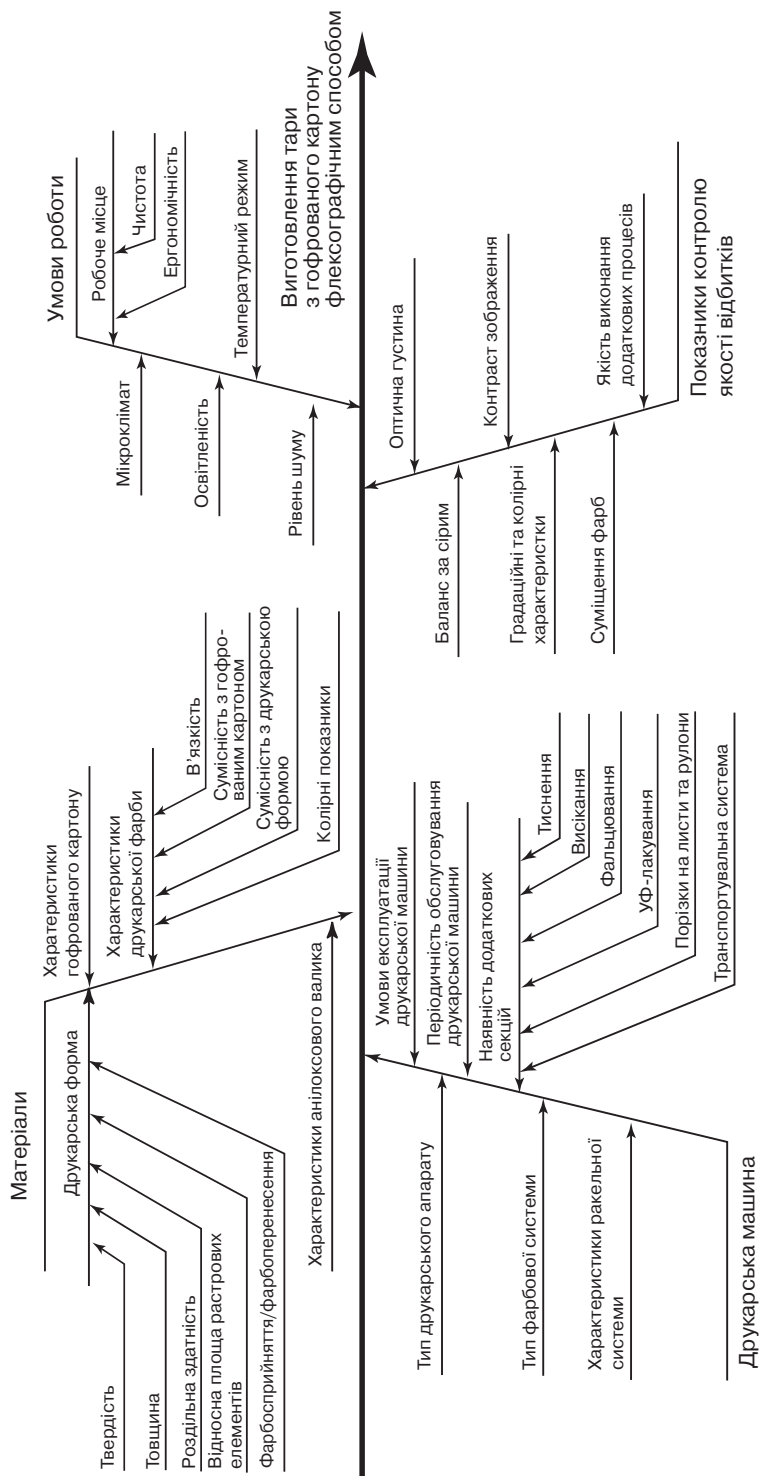 Матеріали
Харатеристики
гофрованого картону
Друкарська форма
Твердість
Товщина
Роздільна здатність
Відносна площа растрових
елементів
Фарбосприйняття/фарбоперенесення
Характеристики
друкарської фарби
В’язкість
Сумісність з гофро-
ваним картоном
Сумісність з друкарською
формою
Колірні показники
Характеристики анілоксового валика
Умови роботи
Робоче місце
Чистота
Ергономічність
Мікроклімат
Освітленість
Температурний режим
Рівень шуму
Виготовлення тари
з гофрованого картону
флексографічним способом
Умови експлуатації
друкарської машини
Тип друкарського апарату
Періодичність обслуговування
друкарської машини
Наявність додаткових
секцій
Тиснення
Висікання
Фальцювання
УФ-лакування
Порізки на листи та рулони
Транспортувальна система
Тип фарбової системи
Характеристики ракельної
системи
Друкарська машина
Оптична густина
Баланс за сірим
Контраст зображення
Градаційні та колірні
характеристки
Суміщення фарб
Якість виконання
додаткових процесів
Показники контролю
якості відбитків